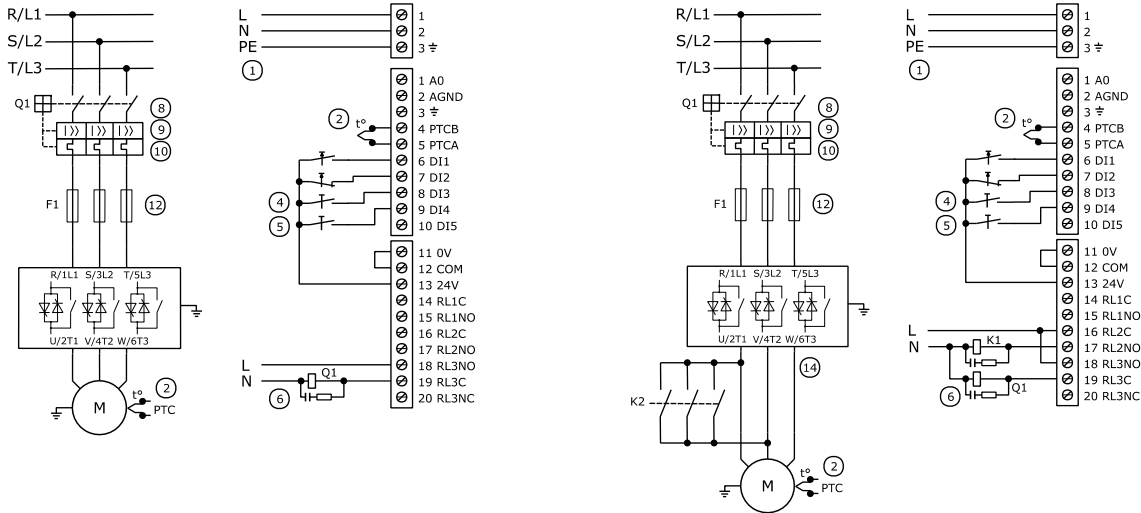 R/L1
S/L2
T/L3
Q1
8
9
10
F1
12
R/1L1 S/3L2 T/5L3
U/2T1 V/4T2 W/6T3
M
t°
2
PTC
L
N
PE
1
1
2
3
1 A0
2 AGND
3
4 PTCB
5 PTCA
6 DI1
7 DI2
8 DI3
9 DI4
10 DI5
t°
2
4
5
11 0V
12 COM
13 24V
14 RL1C
15 RL1NO
16 RL2C
17 RL2NO
18 RL3NO
19 RL3C
20 RL3NC
L
N
Q1
6
R/L1
S/L2
T/L3
Q1
8
9
10
F1
12
R/1L1 S/3L2 T/5L3
U/2T1 V/4T2 W/6T3
14
K2
M
t°
2
PTC
L
N
PE
1
1
2
3
1 A0
2 AGND
3
4 PTCB
5 PTCA
6 DI1
7 DI2
8 DI3
9 DI4
10 DI5
t°
2
4
5
11 0V
12 COM
13 24V
14 RL1C
15 RL1NO
16 RL2C
17 RL2NO
18 RL3NO
19 RL3C
20 RL3NC
L
N
K1
Q1
6